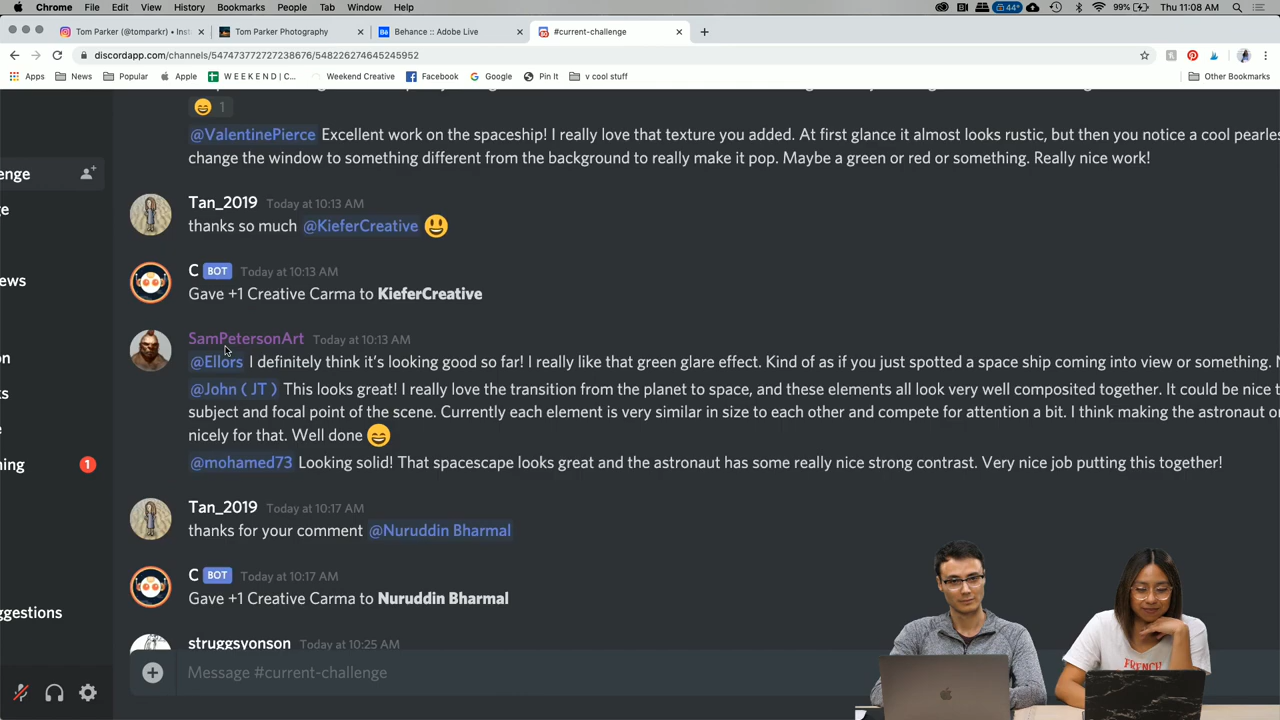 Chrome File Edit View History Bookmarks People Tab Window Help 44° 99% Thu 11:08 AM
Tom Parker (@tomparkr) • Inst Tom Parker Photography Behance :: Adobe Live #current-challenge
discordapp.com/channels/547473772727238676/548226274645245952
Apps News Popular Apple W E E K E N D | C... Weekend Creative Facebook Google Pin It v cool stuff Other Bookmarks
1
@ValentinePierce Excellent work on the spaceship! I really love that texture you added. At first glance it almost looks rustic, but then you notice a cool pearles
change the window to something different from the background to really make it pop. Maybe a green or red or something. Really nice work!
enge
Tan_2019 Today at 10:13 AM
thanks so much @KieferCreative
C BOT Today at 10:13 AM
ews
Gave +1 Creative Carma to KieferCreative
SamPetersonArt Today at 10:13 AM
@Ellors I definitely think it's looking good so far! I really like that green glare effect. Kind of as if you just spotted a space ship coming into view or something.
@John ( JT ) This looks great! I really love the transition from the planet to space, and these elements all look very well composited together. It could be nice t
subject and focal point of the scene. Currently each element is very similar in size to each other and compete for attention a bit. I think making the astronaut o
nicely for that. Well done
@mohamed73 Looking solid! That spacescape looks great and the astronaut has some really nice strong contrast. Very nice job putting this together!
ning 1
Tan_2019 Today at 10:17 AM
thanks for your comment @Nuruddin Bharmal
C BOT Today at 10:17 AM
Gave +1 Creative Carma to Nuruddin Bharmal
ggestions
struggsyonson Today at 10:25 AM
Message #current-challenge
FRENCH